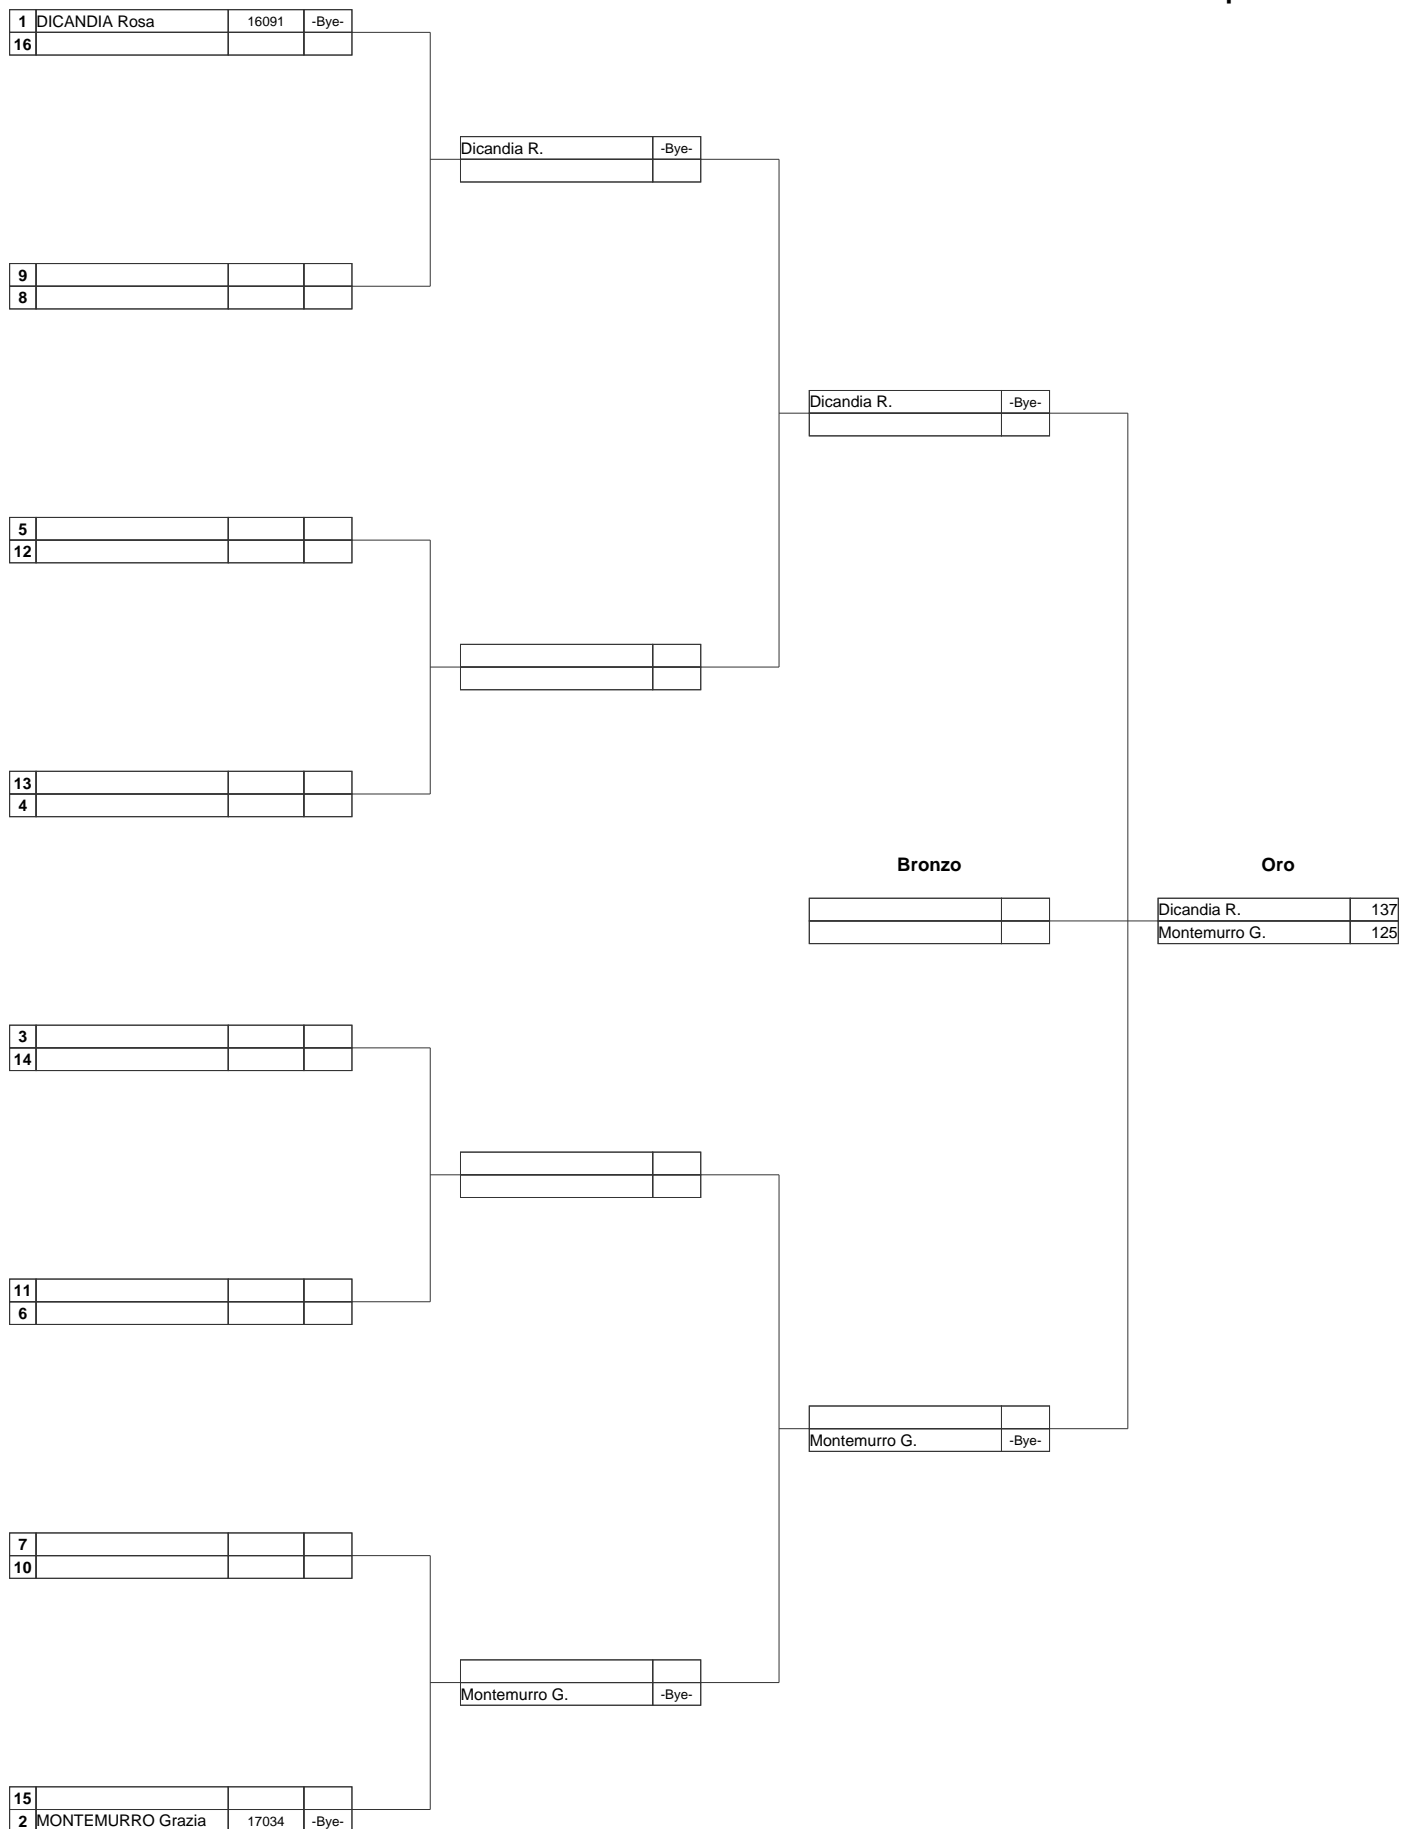 1 DICANDIA Rosa 16091 -Bye-
16
Dicandia R. -Bye-
9
8
Dicandia R. -Bye-
5
12
13
4
Bronzo Oro
Dicandia R. 137
Montemurro G. 125
3
14
11
6
Montemurro G. -Bye-
7
10
Montemurro G. -Bye-
15
2 MONTEMURRO Grazia 17034 -Bye-